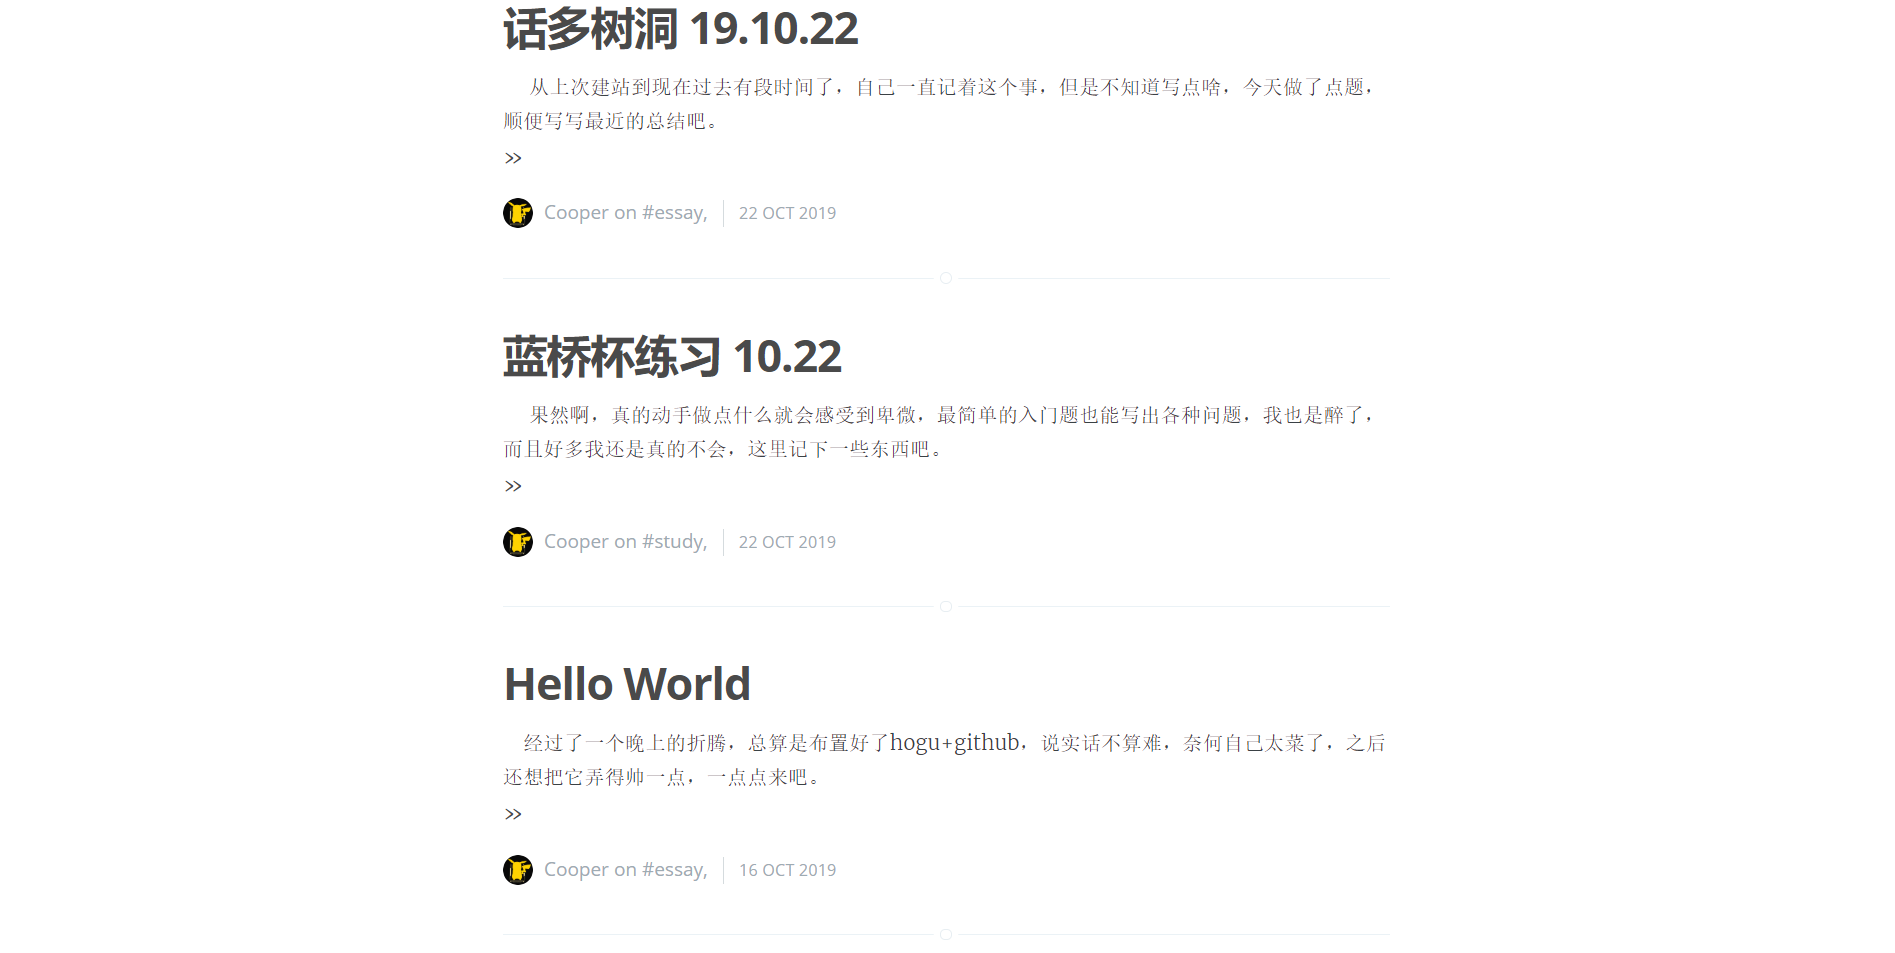 话多树洞 19.10.22
从上次建站到现在过去有段时间了，自己一直记着这个事，但是不知道写点啥，今天做了点题，
顺便写写最近的总结吧。
>>
Cooper on #essay, 22 OCT 2019
蓝桥杯练习 10.22
果然啊，真的动手做点什么就会感受到卑微，最简单的入门题也能写出各种问题，我也是醉了，
而且好多我还是真的不会，这里记下一些东西吧。
>>
Cooper on #study, 22 OCT 2019
Hello World
经过了一个晚上的折腾，总算是布置好了hogu+github，说实话不算难，奈何自己太菜了，之后
还想把它弄得帅一点，一点点来吧。
>>
Cooper on #essay, 16 OCT 2019